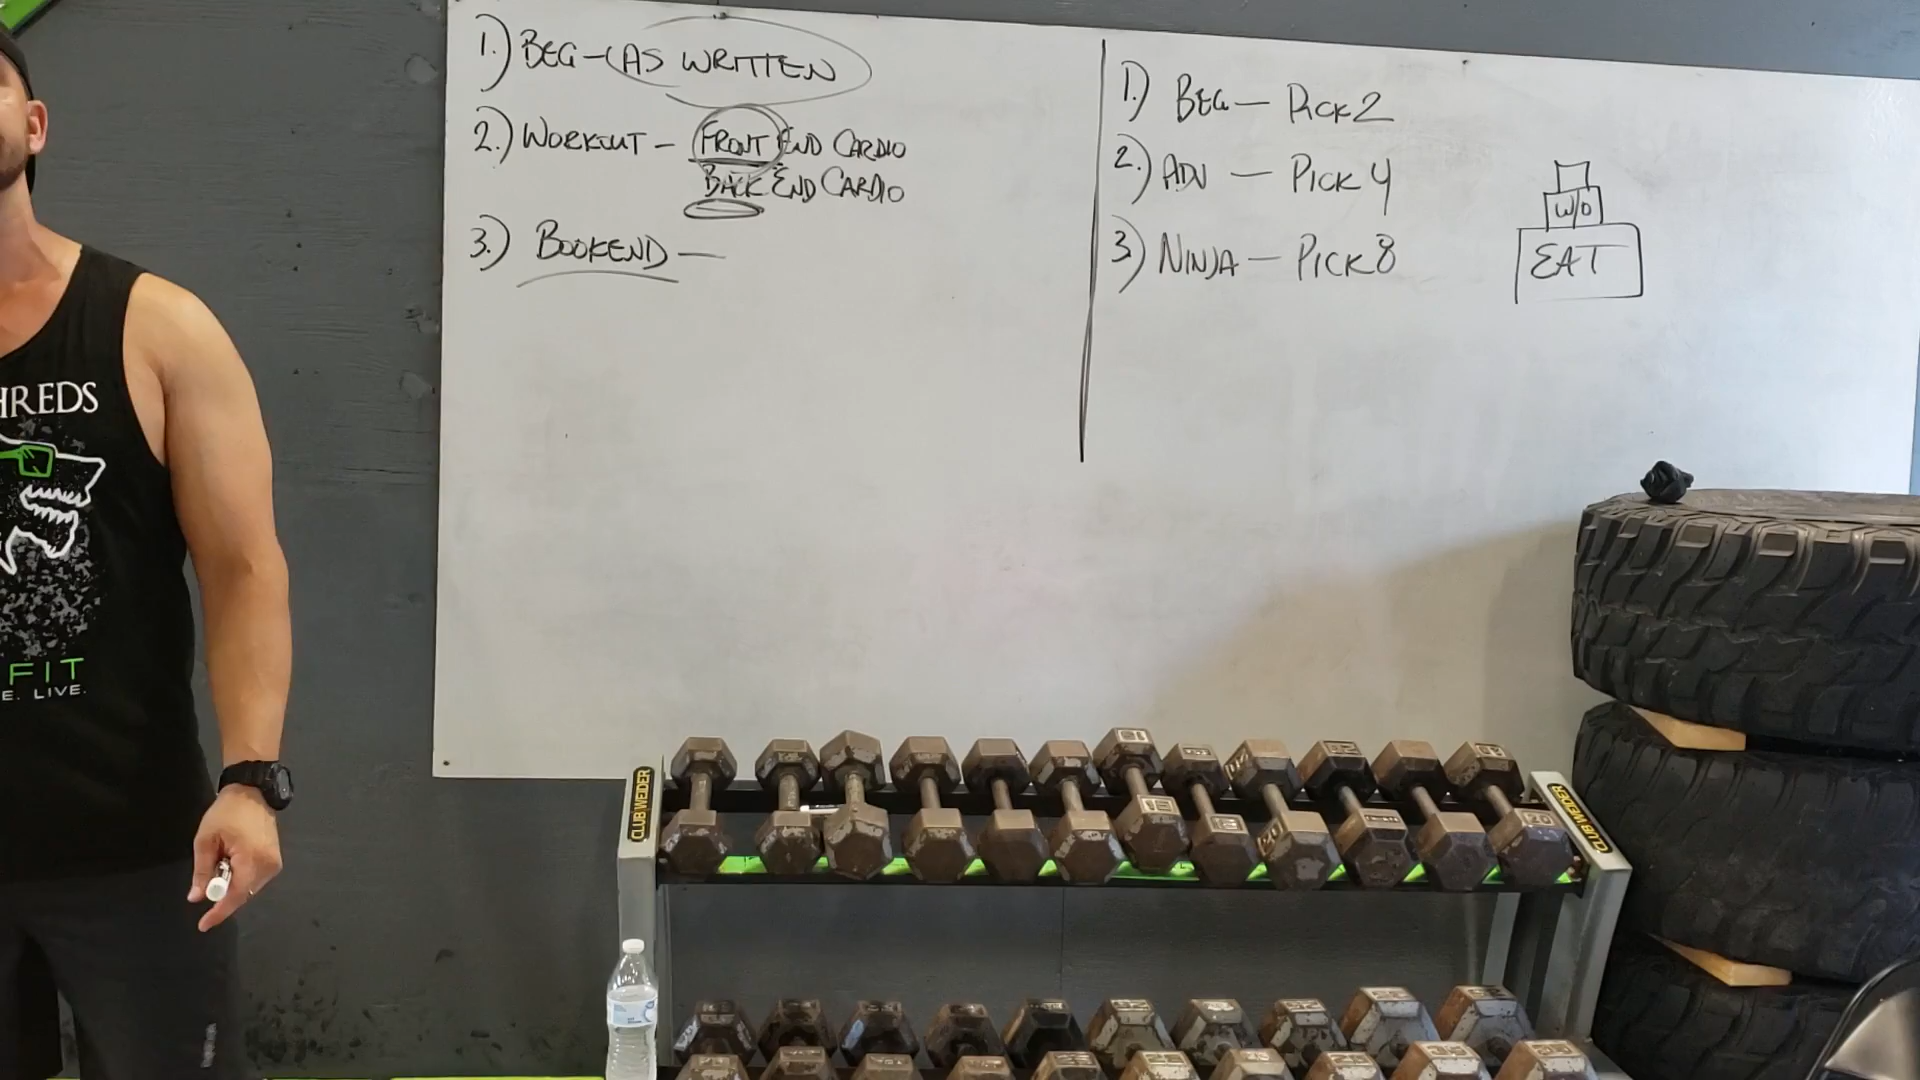 1.) BEG - (AS WRITTEN
2.) WORKOUT - FRONT END CARDIO
BACK END CARDIO
3.) BOOKEND -
1.) BEG - PICK 2
2.) ADV - PICK 4
3) NINJA - PICK 8
W/O
EAT
HREDS
FIT
E. LIVE.
CLUB WEIDER
CLUB WEIDER